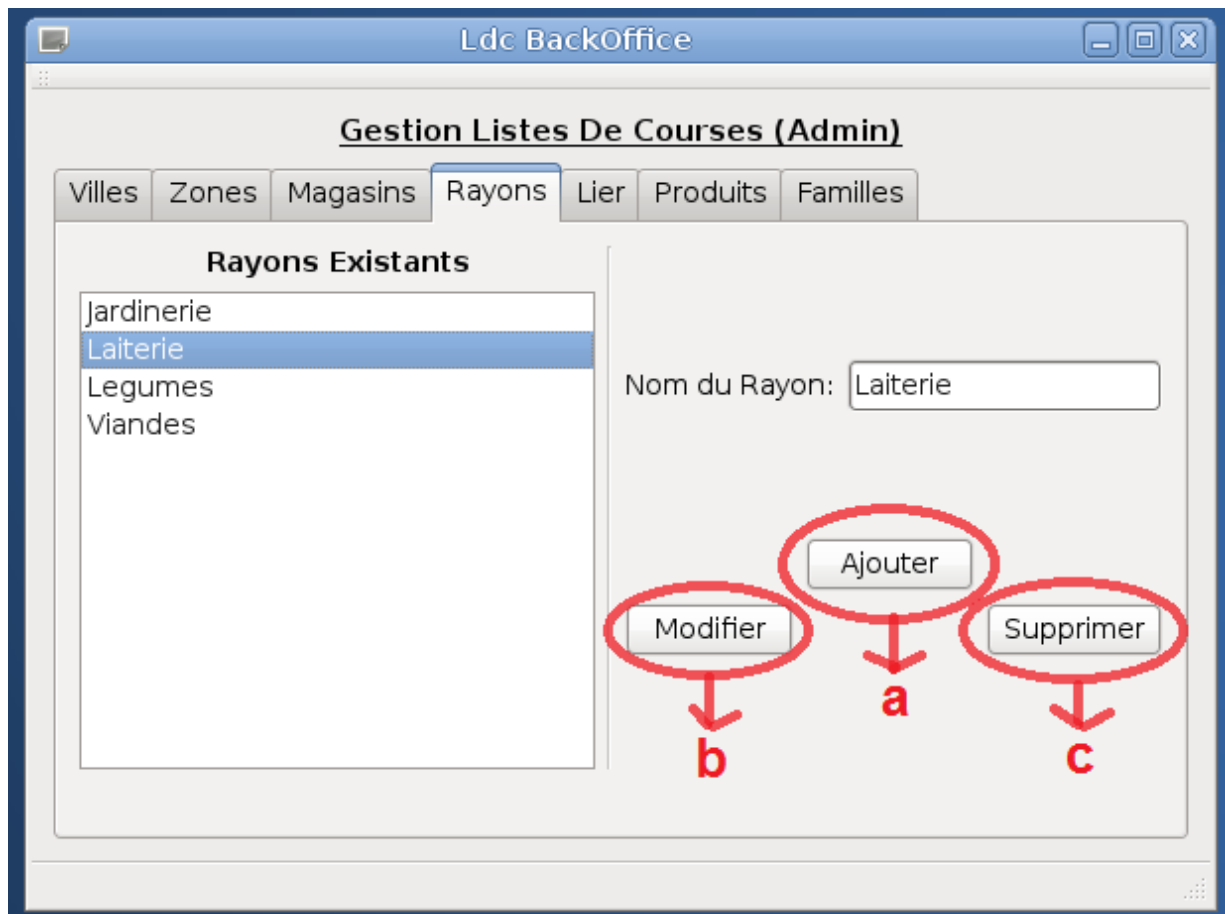 Ldc BackOffice
Gestion Listes De Courses (Admin)
Villes Zones Magasins Rayons Lier Produits Familles
Rayons Existants
Jardinerie
Laiterie
Legumes
Viandes
Nom du Rayon: Laiterie
Ajouter
Modifier
Supprimer
a
b
c